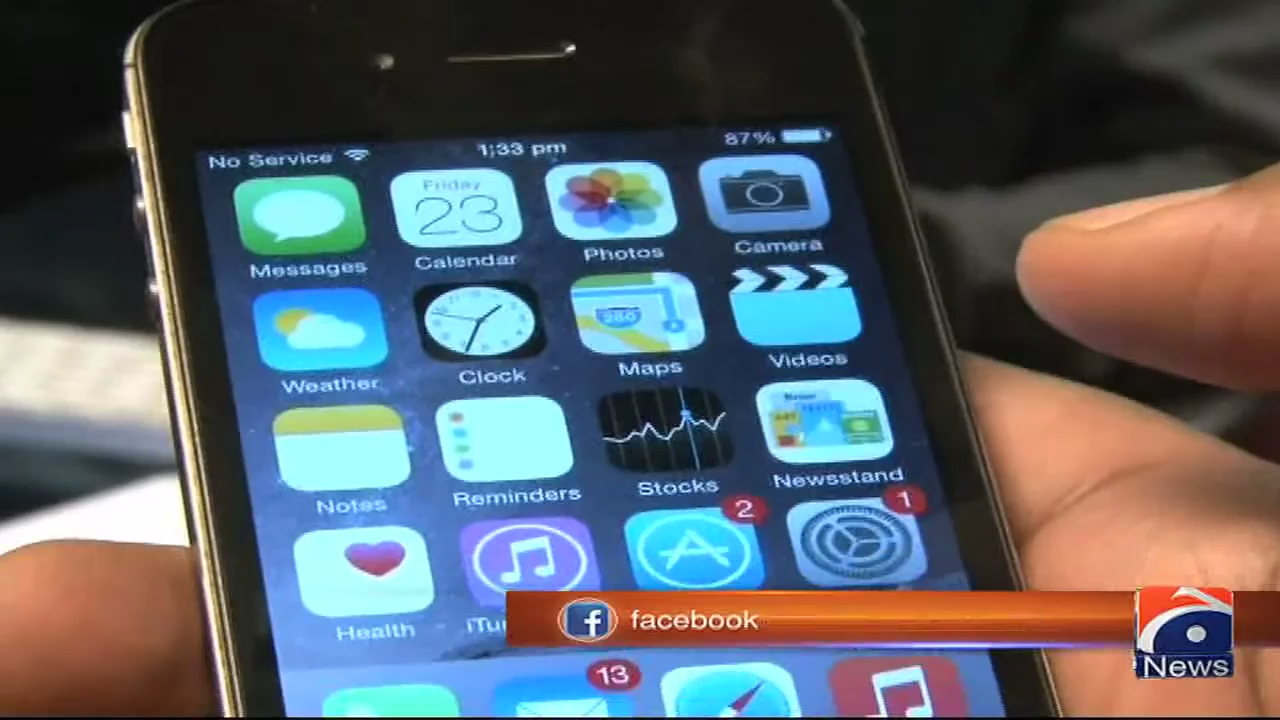 No Service 1:33 pm 87%
Friday
23
Messages Calendar Photos Camera
280
Weather Clock Maps Videos
Notes Reminders Stocks Newsstand
2 1
Health
f facebook
News
13